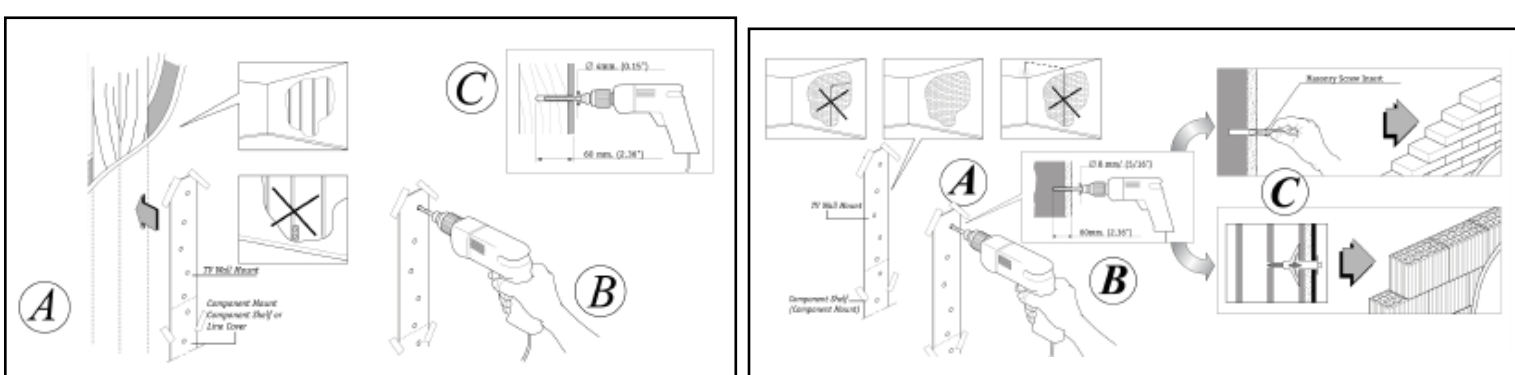 C
Ø 4mm. (0.15")
60 mm. (2.36")
TV Wall Mount
A
Component Mount
Component Shelf or
Line Cover
B
Masonry Screw Insert
A
Ø 8 mm. (5/16")
C
TV Wall Mount
60mm. (2.36")
B
Component Shelf
(Component Mount)